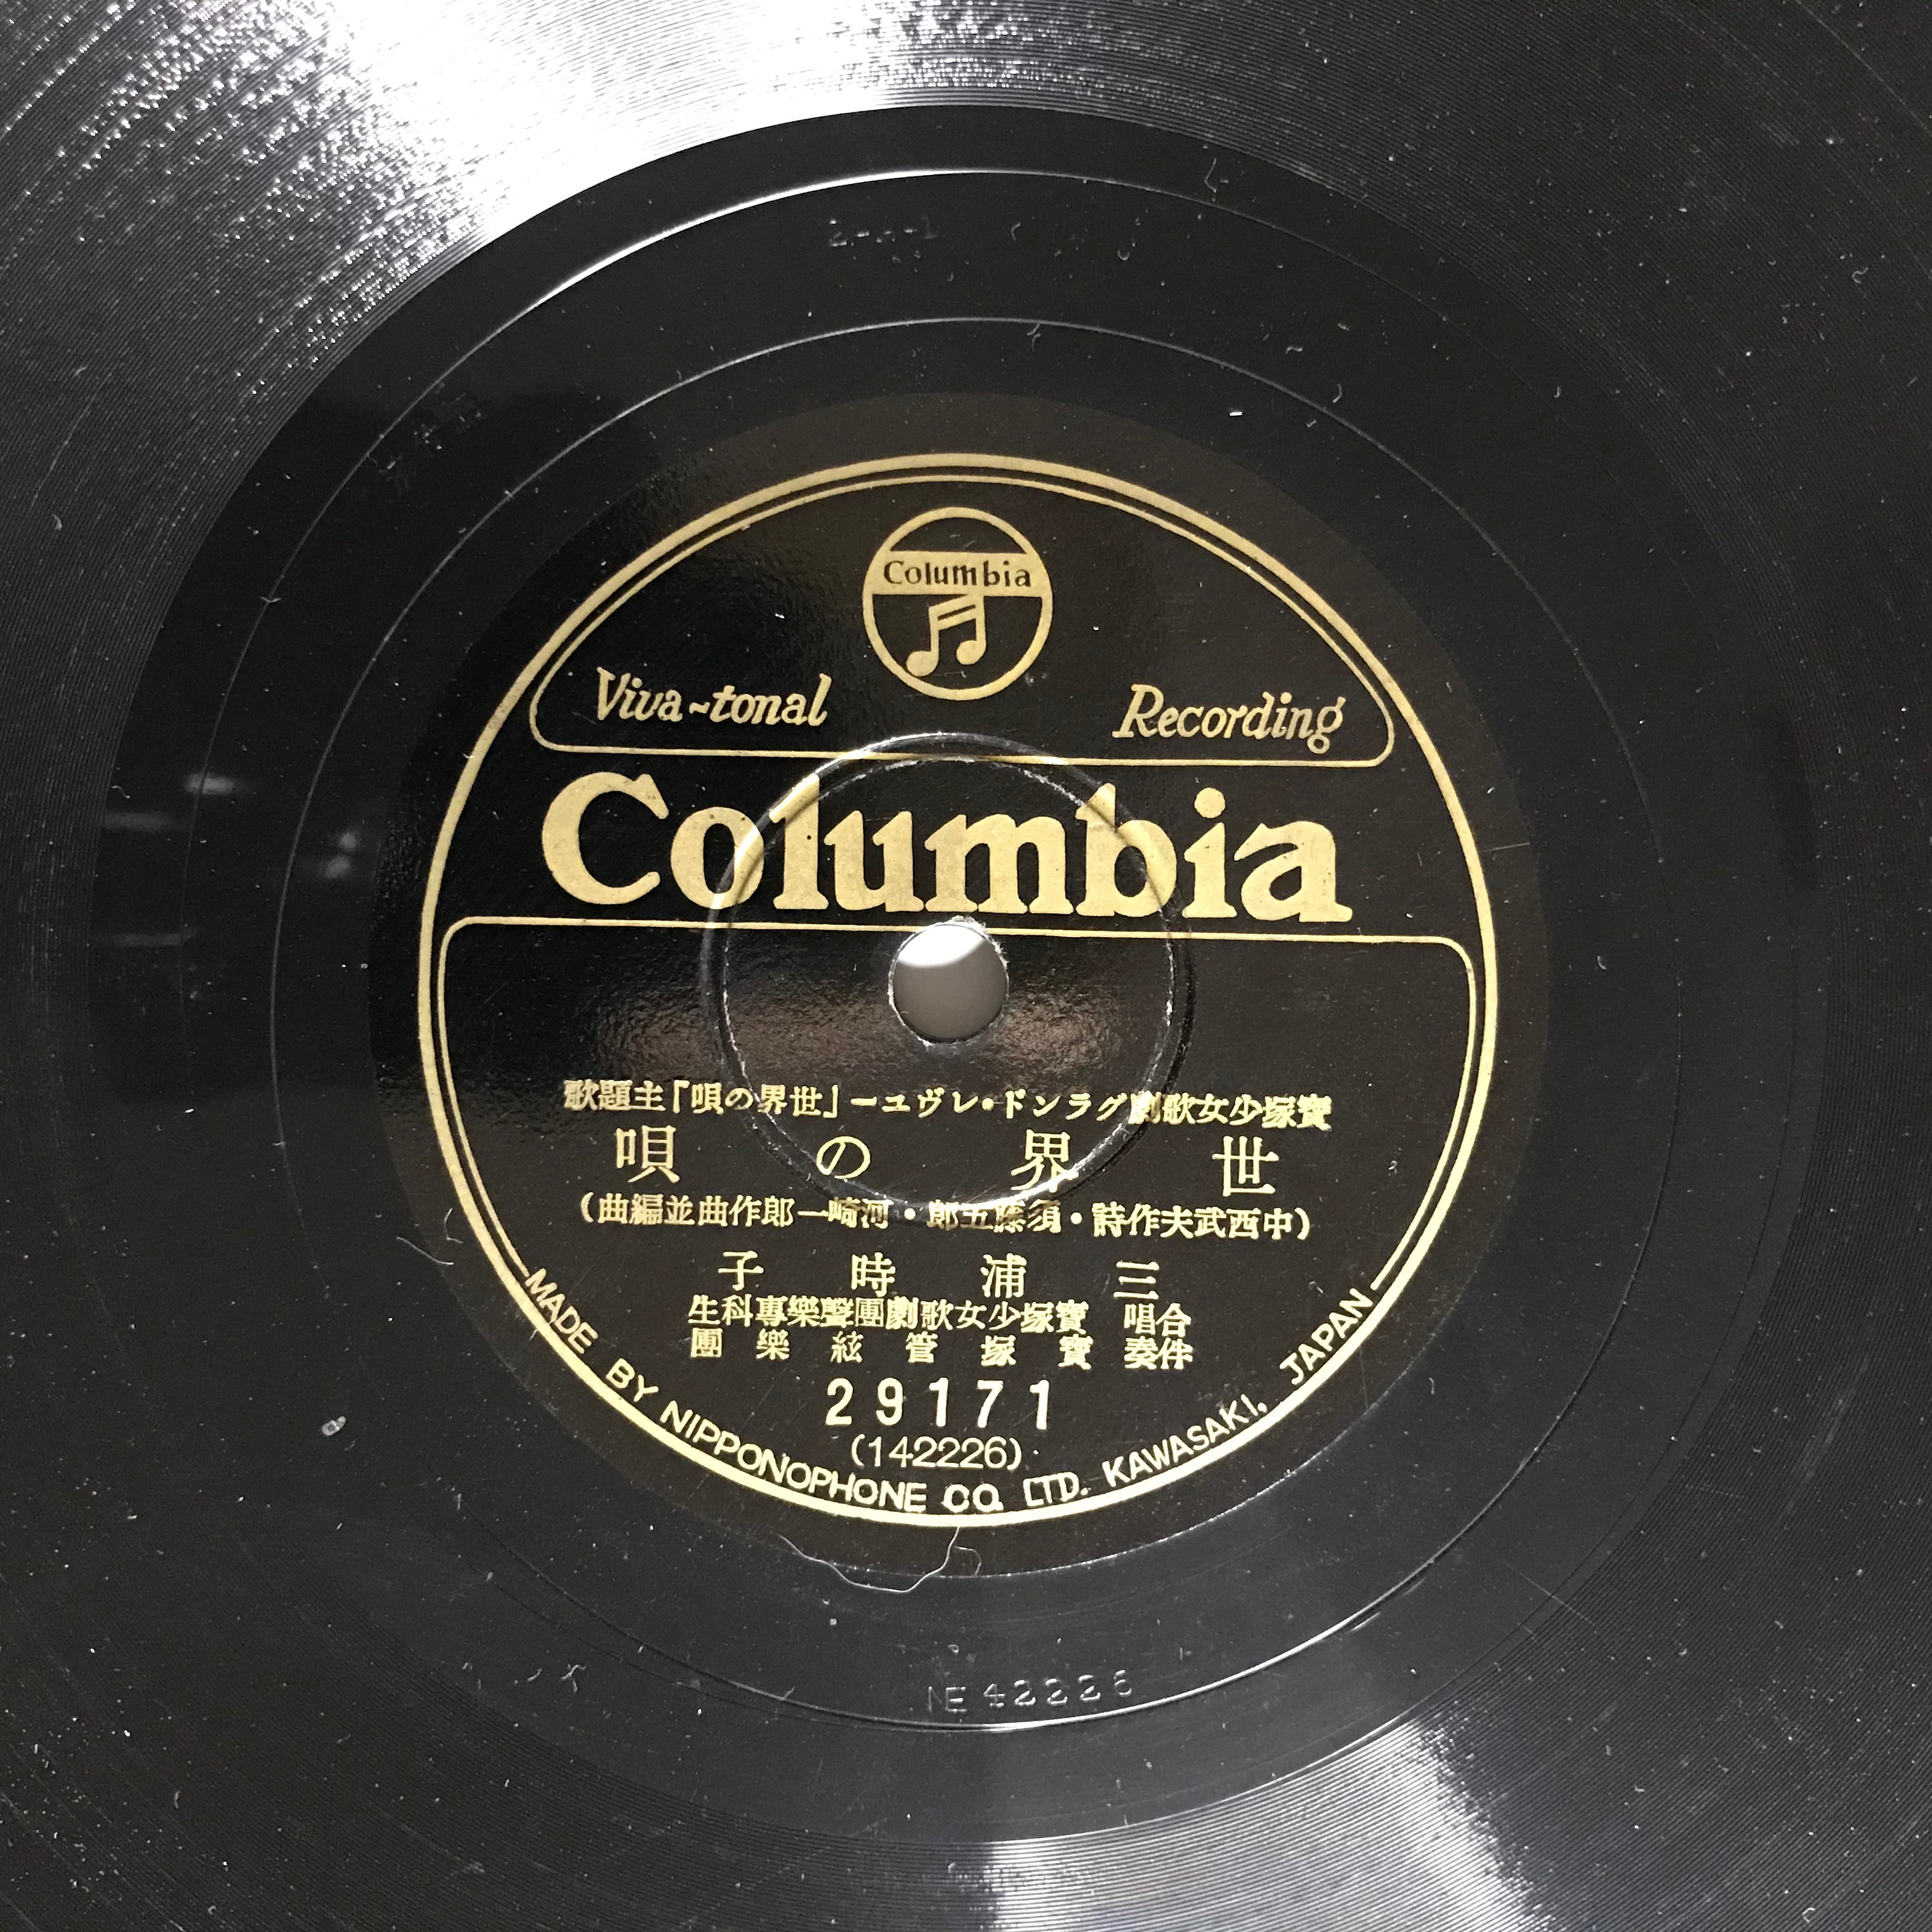 Columbia
Viva-tonal Recording
Columbia
寶塚少女歌劇グランド・レヴユー「世界の唄」主題歌
世界の唄
(中西武夫作詩・須藤五郎・河崎一郎作曲並編曲)
三浦時子
合唱 寶塚少女歌劇團聲樂專科生
伴奏 寶塚管絃樂團
29171
(142226)
MADE BY NIPPONOPHONE CO. LTD. KAWASAKI, JAPAN
NE 42226